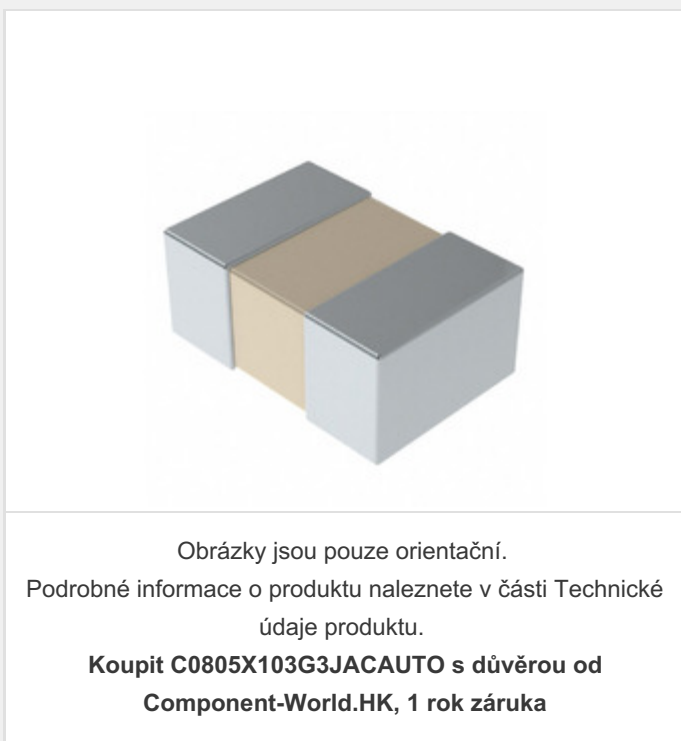 Obrázky jsou pouze orientační.
Podrobné informace o produktu naleznete v části Technické
údaje produktu.
Koupit C0805X103G3JACAUTO s důvěrou od
Component-World.HK, 1 rok záruka